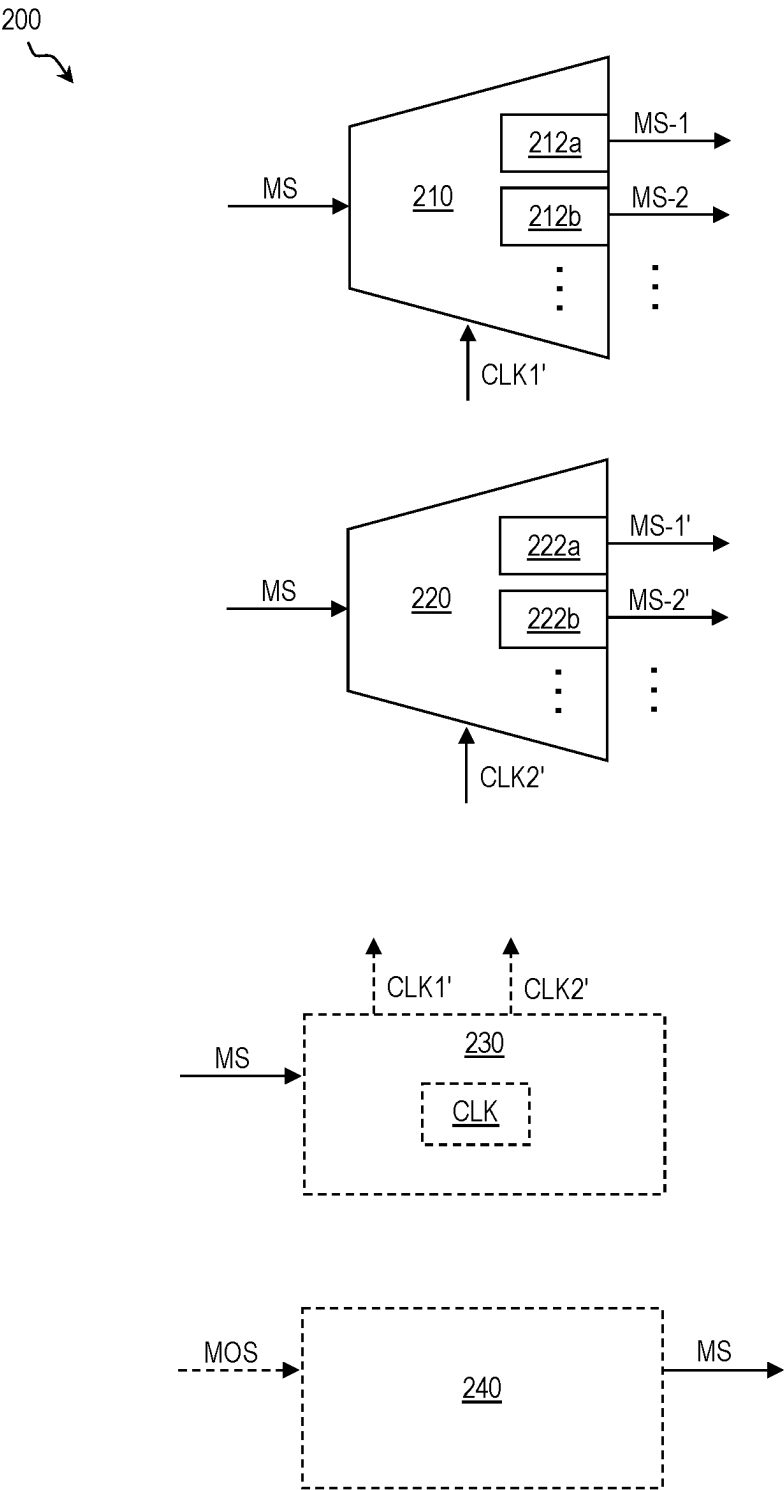 200
212a
MS-1
MS
210
212b
MS-2
CLK1'
222a
MS-1'
MS
220
222b
MS-2'
CLK2'
CLK1'
CLK2'
MS
230
CLK
MOS
240
MS